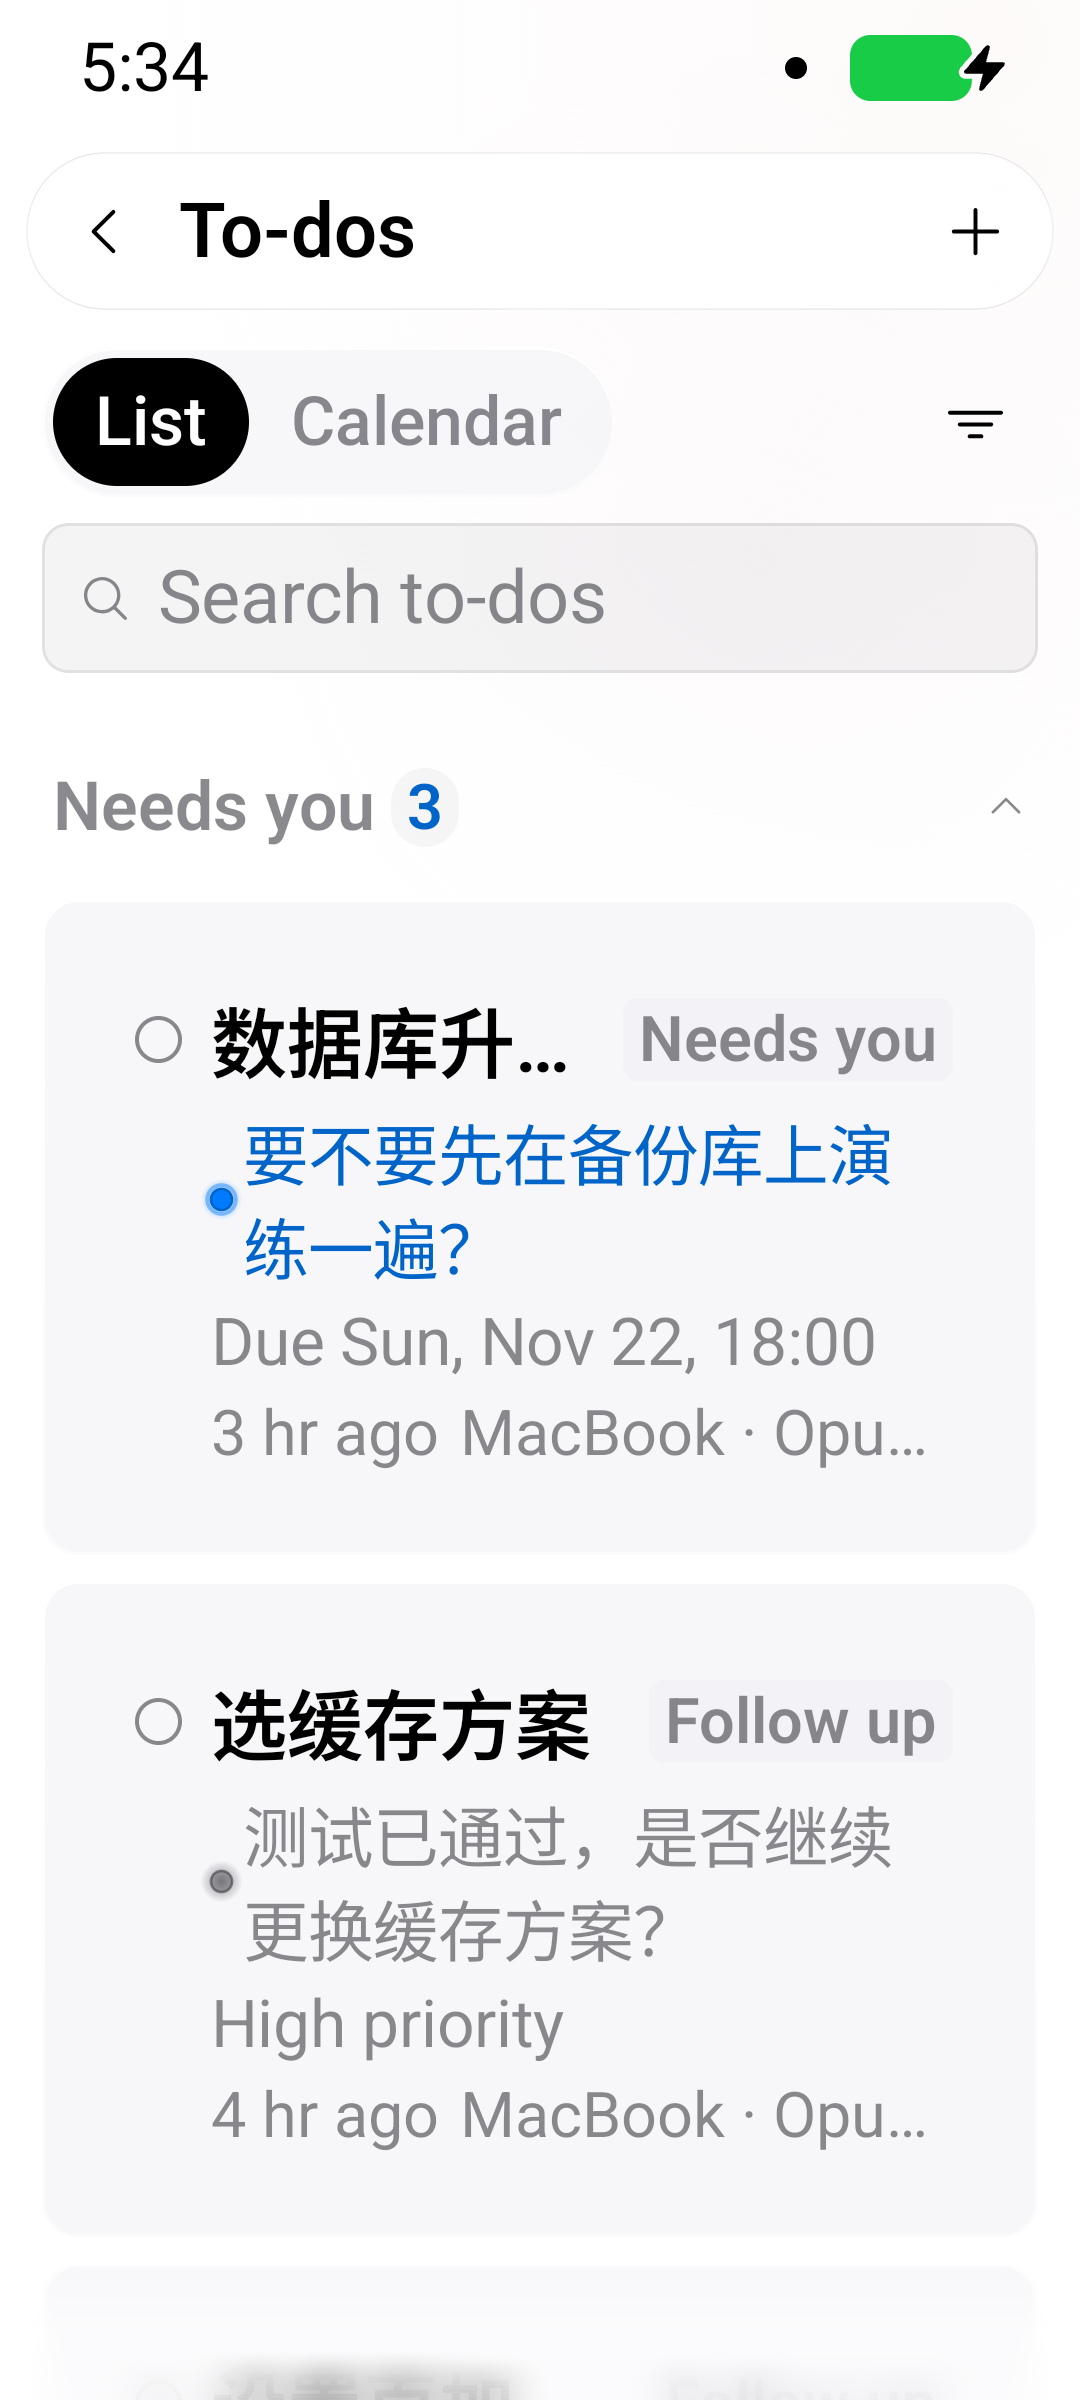 5:34
To-dos
List Calendar
Search to-dos
Needs you 3
数据库升... Needs you
要不要先在备份库上演
练一遍？
Due Sun, Nov 22, 18:00
3 hr ago MacBook · Opu...
选缓存方案 Follow up
测试已通过，是否继续
更换缓存方案？
High priority
4 hr ago MacBook · Opu...
Follow up